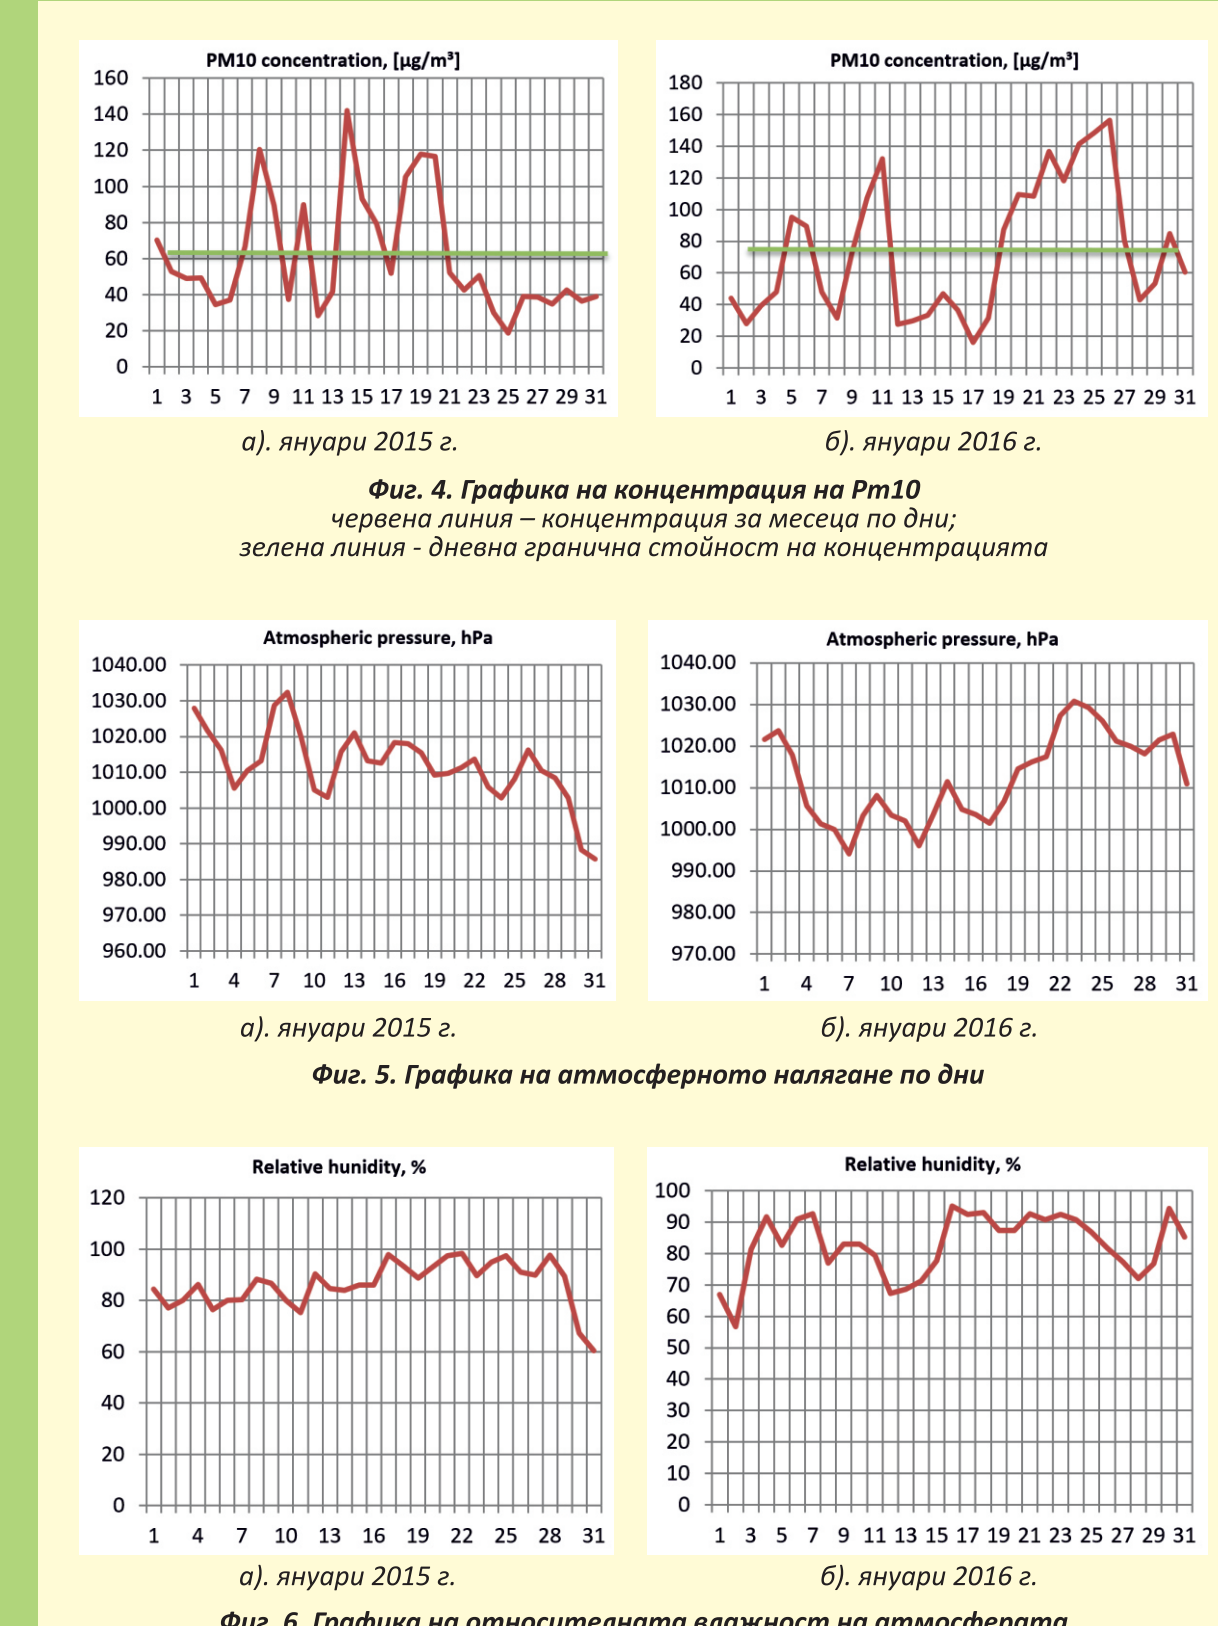 PM10 concentration, [µg/m³]
160
140
120
100
80
60
40
20
0
1 3 5 7 9 11 13 15 17 19 21 23 25 27 29 31
а). януари 2015 г.
PM10 concentration, [µg/m³]
180
160
140
120
100
80
60
40
20
0
1 3 5 7 9 11 13 15 17 19 21 23 25 27 29 31
б). януари 2016 г.
Фиг. 4. Графика на концентрация на Pm10
червена линия – концентрация за месеца по дни;
зелена линия - дневна гранична стойност на концентрацията
Atmospheric pressure, hPa
1040.00
1030.00
1020.00
1010.00
1000.00
990.00
980.00
970.00
960.00
1 4 7 10 13 16 19 22 25 28 31
а). януари 2015 г.
Atmospheric pressure, hPa
1040.00
1030.00
1020.00
1010.00
1000.00
990.00
980.00
970.00
1 4 7 10 13 16 19 22 25 28 31
б). януари 2016 г.
Фиг. 5. Графика на атмосферното налягане по дни
Relative hunidity, %
120
100
80
60
40
20
0
1 4 7 10 13 16 19 22 25 28 31
а). януари 2015 г.
Relative hunidity, %
100
90
80
70
60
50
40
30
20
10
0
1 3 5 7 9 11 13 15 17 19 21 23 25 27 29 31
б). януари 2016 г.
Фиг. 6. Графика на относителната влажност на атмосферата